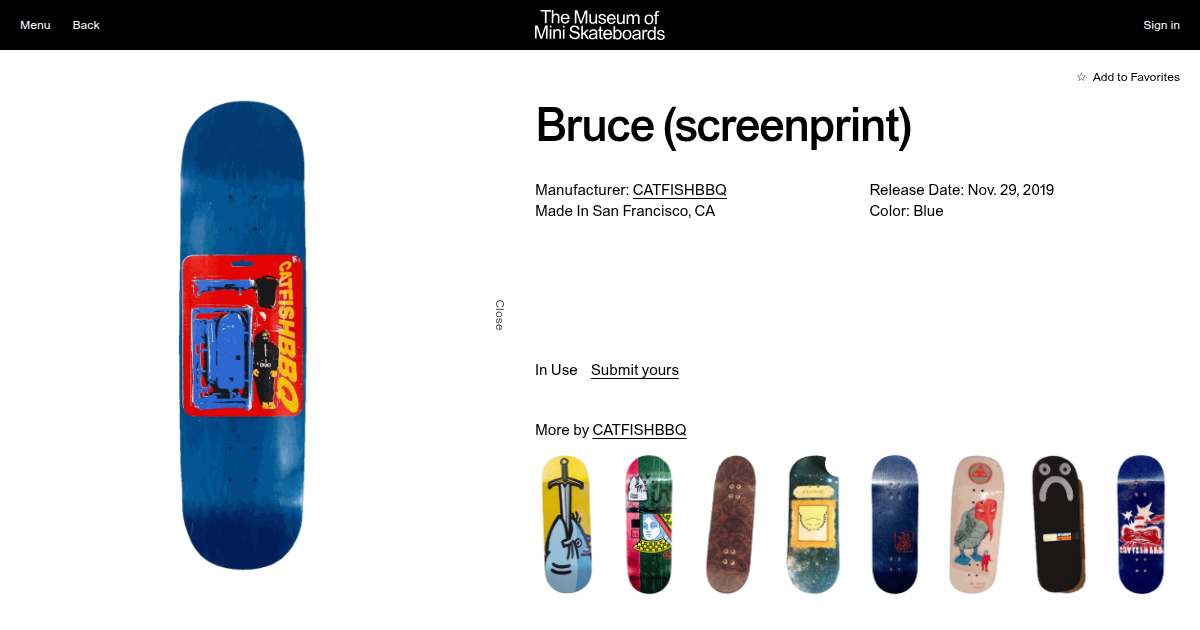 Menu
Back
The Museum of
Mini Skateboards
Sign in
☆ Add to Favorites
Bruce (screenprint)
Manufacturer: CATFISHBBQ
Made In San Francisco, CA
Release Date: Nov. 29, 2019
Color: Blue
CATFISHBBQ
Close
In Use
Submit yours
More by CATFISHBBQ